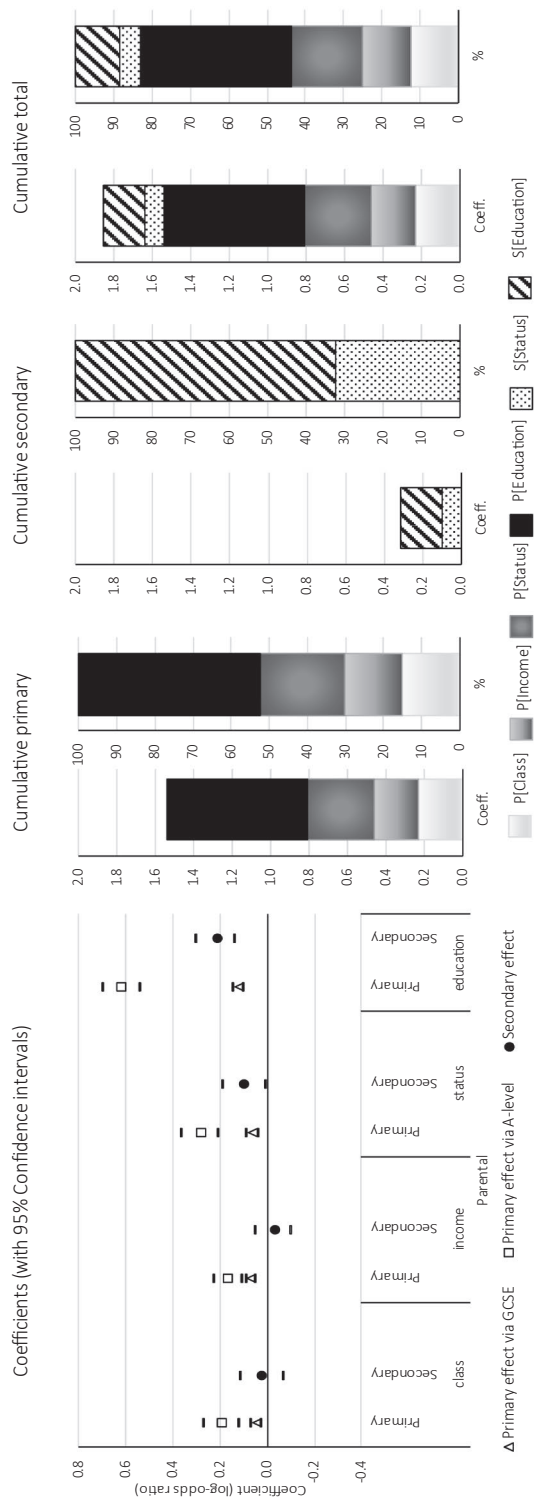 Coefficients (with 95% Confidence intervals)
Coefficient (log-odds ratio)
0.8
0.6
0.4
0.2
0.0
-0.2
-0.4
Primary
Secondary
Primary
Secondary
Primary
Secondary
Primary
Secondary
class
income
status
education
Parental
Primary effect via GCSE
Primary effect via A-level
Secondary effect
Cumulative primary
2.0
1.8
1.6
1.4
1.2
1.0
0.8
0.6
0.4
0.2
0.0
Coeff.
100
90
80
70
60
50
40
30
20
10
0
%
Cumulative secondary
2.0
1.8
1.6
1.4
1.2
1.0
0.8
0.6
0.4
0.2
0.0
Coeff.
100
90
80
70
60
50
40
30
20
10
0
%
Cumulative total
2.0
1.8
1.6
1.4
1.2
1.0
0.8
0.6
0.4
0.2
0.0
Coeff.
100
90
80
70
60
50
40
30
20
10
0
%
P[Class]
P[Income]
P[Status]
P[Education]
S[Status]
S[Education]